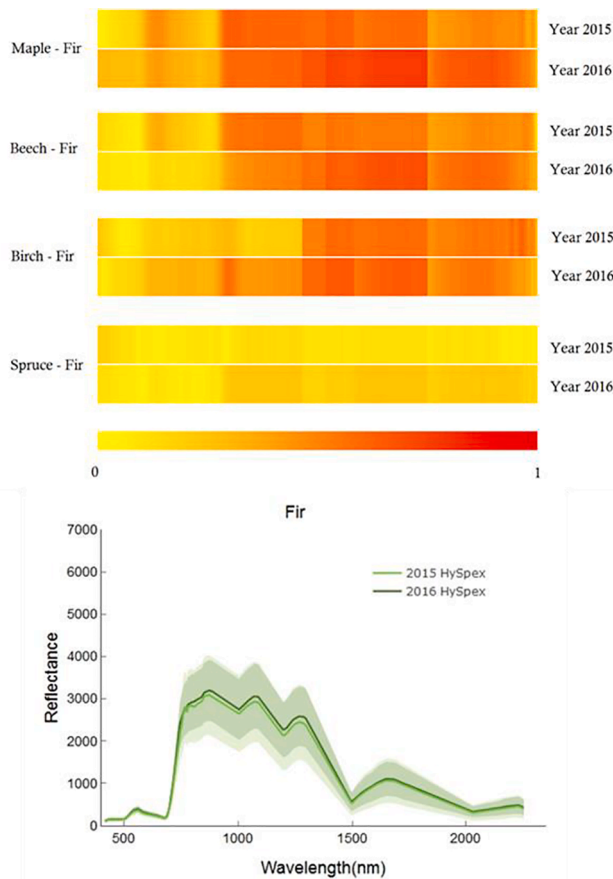 Year 2015
Maple - Fir
Year 2016
Year 2015
Beech - Fir
Year 2016
Year 2015
Birch - Fir
Year 2016
Year 2015
Spruce - Fir
Year 2016
0 1
Fir
7000
6000
5000
4000
3000
2000
1000
0
Reflectance
2015 HySpex
2016 HySpex
500 1000 1500 2000
Wavelength(nm)